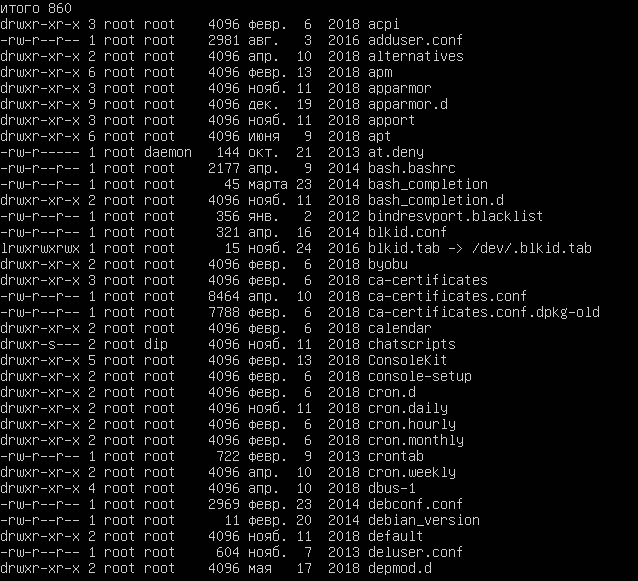 итого 860
drwxr-xr-x 3 root root    4096 февр.  6  2018 acpi
-rw-r--r-- 1 root root    2981 авг.   3  2016 adduser.conf
drwxr-xr-x 2 root root    4096 апр.  10  2018 alternatives
drwxr-xr-x 6 root root    4096 февр. 13  2018 apm
drwxr-xr-x 3 root root    4096 нояб. 11  2018 apparmor
drwxr-xr-x 9 root root    4096 дек.  19  2018 apparmor.d
drwxr-xr-x 3 root root    4096 нояб. 11  2018 apport
drwxr-xr-x 6 root root    4096 июня   9  2018 apt
-rw-r----- 1 root daemon   144 окт.  21  2013 at.deny
-rw-r--r-- 1 root root    2177 апр.   9  2014 bash.bashrc
-rw-r--r-- 1 root root      45 марта 23  2014 bash_completion
drwxr-xr-x 2 root root    4096 нояб. 11  2018 bash_completion.d
-rw-r--r-- 1 root root     356 янв.   2  2012 bindresvport.blacklist
-rw-r--r-- 1 root root     321 апр.  16  2014 blkid.conf
lrwxrwxrwx 1 root root      15 нояб. 24  2016 blkid.tab -> /dev/.blkid.tab
drwxr-xr-x 2 root root    4096 февр.  6  2018 byobu
drwxr-xr-x 3 root root    4096 февр.  6  2018 ca-certificates
-rw-r--r-- 1 root root    8464 апр.  10  2018 ca-certificates.conf
-rw-r--r-- 1 root root    7788 февр.  6  2018 ca-certificates.conf.dpkg-old
drwxr-xr-x 2 root root    4096 февр.  6  2018 calendar
drwxr-s--- 2 root dip     4096 нояб. 11  2018 chatscripts
drwxr-xr-x 5 root root    4096 февр. 13  2018 ConsoleKit
drwxr-xr-x 2 root root    4096 февр.  6  2018 console-setup
drwxr-xr-x 2 root root    4096 февр.  6  2018 cron.d
drwxr-xr-x 2 root root    4096 нояб. 11  2018 cron.daily
drwxr-xr-x 2 root root    4096 февр.  6  2018 cron.hourly
drwxr-xr-x 2 root root    4096 февр.  6  2018 cron.monthly
-rw-r--r-- 1 root root     722 февр.  9  2013 crontab
drwxr-xr-x 2 root root    4096 апр.  10  2018 cron.weekly
drwxr-xr-x 4 root root    4096 апр.  10  2018 dbus-1
-rw-r--r-- 1 root root    2969 февр. 23  2014 debconf.conf
-rw-r--r-- 1 root root      11 февр. 20  2014 debian_version
drwxr-xr-x 2 root root    4096 нояб. 11  2018 default
-rw-r--r-- 1 root root     604 нояб.  7  2013 deluser.conf
drwxr-xr-x 2 root root    4096 мая   17  2018 depmod.d